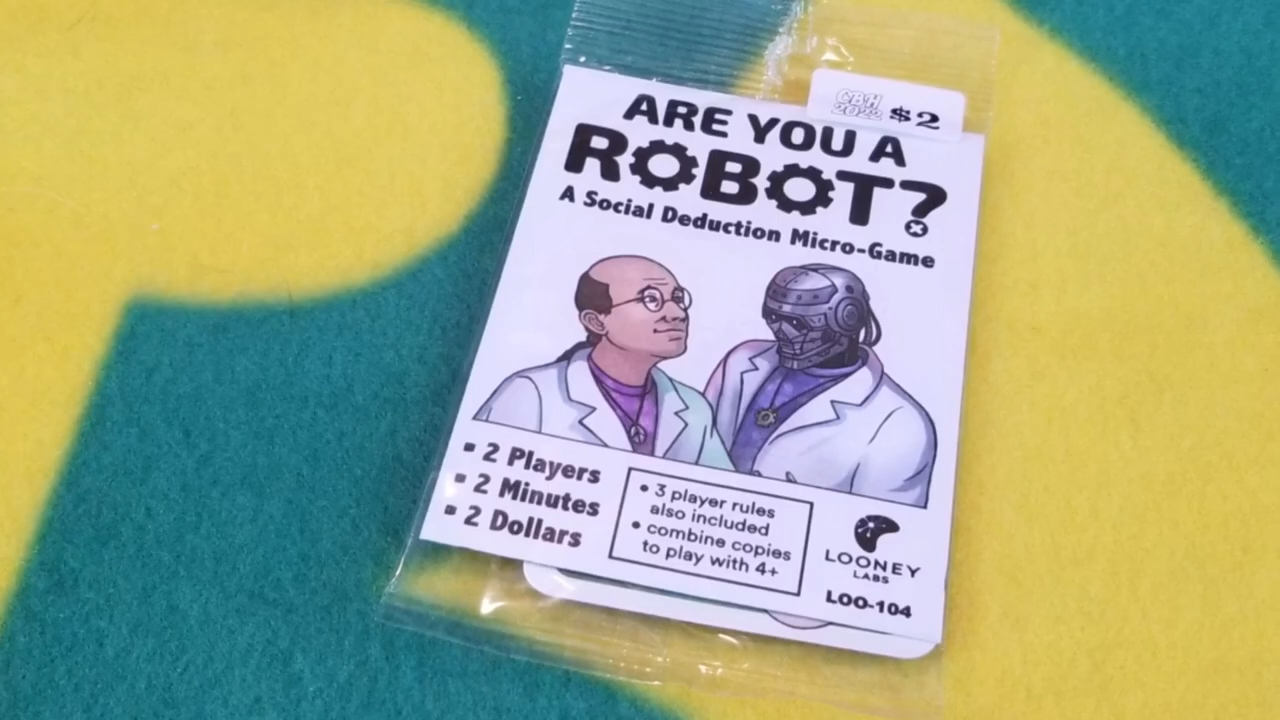 CBH
2022 $2
ARE YOU A
ROBOT?
A Social Deduction Micro-Game
▪ 2 Players
▪ 2 Minutes
▪ 2 Dollars
• 3 player rules
also included
• combine copies
to play with 4+
LOONEY
LABS
LOO-104